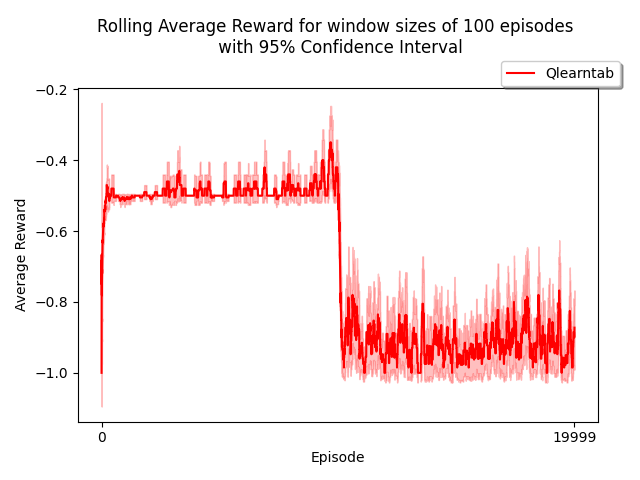 Rolling Average Reward for window sizes of 100 episodes
with 95% Confidence Interval
Qlearntab
−0.2
−0.4
−0.6
−0.8
−1.0
Average Reward
0
19999
Episode